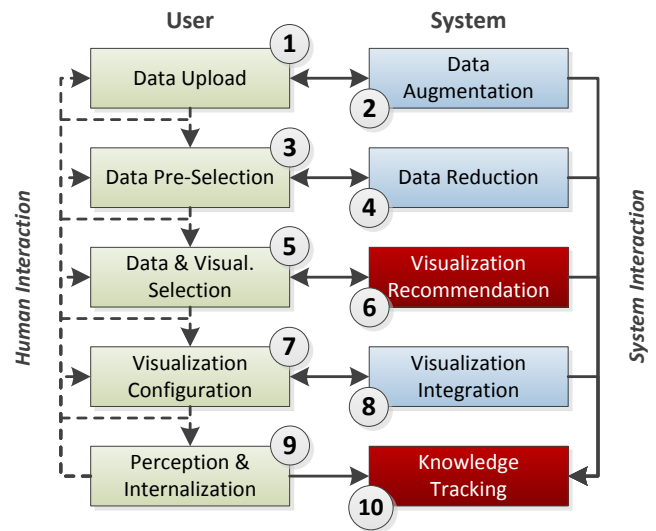 User
System
1
Data Upload
Data
Augmentation
2
3
Data Pre-Selection
Data Reduction
4
5
Data & Visual.
Selection
Visualization
Recommendation
6
7
Visualization
Configuration
Visualization
Integration
8
9
Perception &
Internalization
Knowledge
Tracking
10
Human Interaction
System Interaction